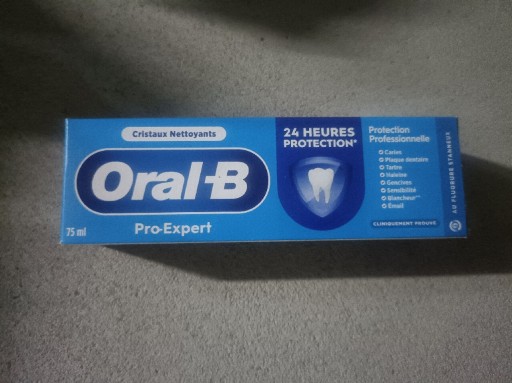 Cristaux Nettoyants
Oral-B
Pro-Expert
75 ml
24 HEURES
PROTECTION*
Protection
Professionnelle
Caries
Plaque dentaire
Tartre
Haleine
Gencives
Sensibilité
Blancheur**
Émail
CLINIQUEMENT PROUVÉ
AU FLUORURE STANNEUX